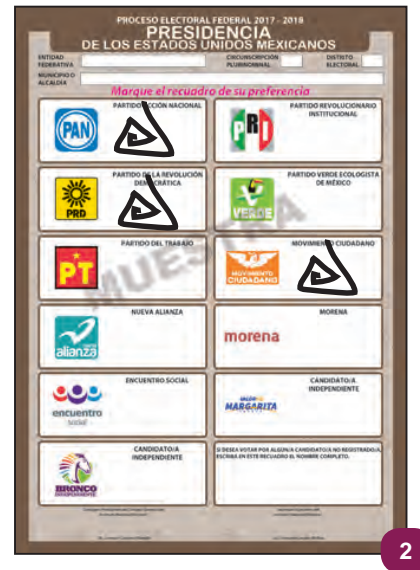 PROCESO ELECTORAL FEDERAL 2017 - 2018
PRESIDENCIA
DE LOS ESTADOS UNIDOS MEXICANOS
ENTIDAD FEDERATIVA
CIRCUNSCRIPCIÓN PLURINOMINAL
DISTRITO ELECTORAL
MUNICIPIO O ALCALDÍA
Marque el recuadro de su preferencia
PARTIDO ACCIÓN NACIONAL
PAN
PARTIDO REVOLUCIONARIO INSTITUCIONAL
PRI
PARTIDO DE LA REVOLUCIÓN DEMOCRÁTICA
PRD
PARTIDO VERDE ECOLOGISTA DE MÉXICO
VERDE
PARTIDO DEL TRABAJO
PT
MOVIMIENTO CIUDADANO
MOVIMIENTO CIUDADANO
MUESTRA
NUEVA ALIANZA
nueva alianza
MORENA
morena
ENCUENTRO SOCIAL
encuentro social
CANDIDATO/A INDEPENDIENTE
MARGARITA
CANDIDATO/A INDEPENDIENTE
BRONCO
INDEPENDIENTE
SI DESEA VOTAR POR ALGÚN/A CANDIDATO/A NO REGISTRADO/A, ESCRIBA EN ESTE RECUADRO EL NOMBRE COMPLETO.
2